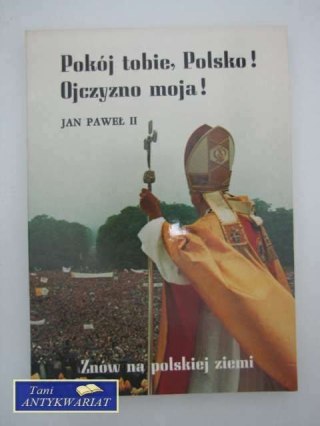 Pokój tobie, Polsko!
Ojczyzno moja!
JAN PAWEŁ II
Znów na polskiej ziemi
Tani
ANTYKWARIAT